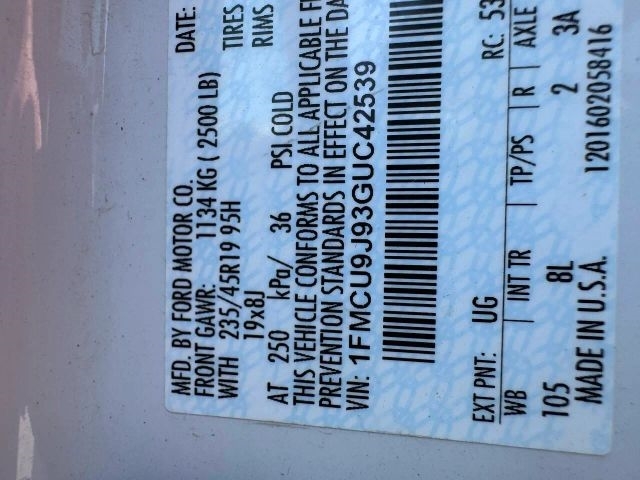 MFD. BY FORD MOTOR CO. DATE:
FRONT GAWR: 1134 KG ( 2500 LB)
WITH 235/45R19 95H TIRES
19x8J RIMS
AT 250 kPa/ 36 PSI COLD
THIS VEHICLE CONFORMS TO ALL APPLICABLE
PREVENTION STANDARDS IN EFFECT ON THE
VIN: 1FMCU9J93GUC42539
EXT PNT: UG RC: 53
WB INT TR TP/PS R AXLE
105 8L 2 3A
MADE IN U.S.A. 1201602058416